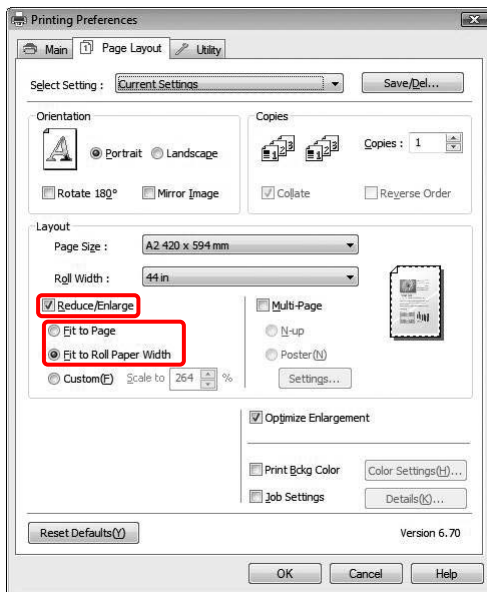 Printing Preferences
Main Page Layout Utility
Select Setting : Current Settings Save/Del...
Orientation
Portrait Landscape
Rotate 180° Mirror Image
Copies
Copies : 1
Collate Reverse Order
Layout
Page Size : A2 420 x 594 mm
Roll Width : 44 in
Reduce/Enlarge
Fit to Page
Fit to Roll Paper Width
Custom(F) Scale to 264 %
Multi-Page
N-up
Poster(N)
Settings...
Optimize Enlargement
Print Bckg Color Color Settings(H)...
Job Settings Details(K)...
Reset Defaults(Y) Version 6.70
OK Cancel Help